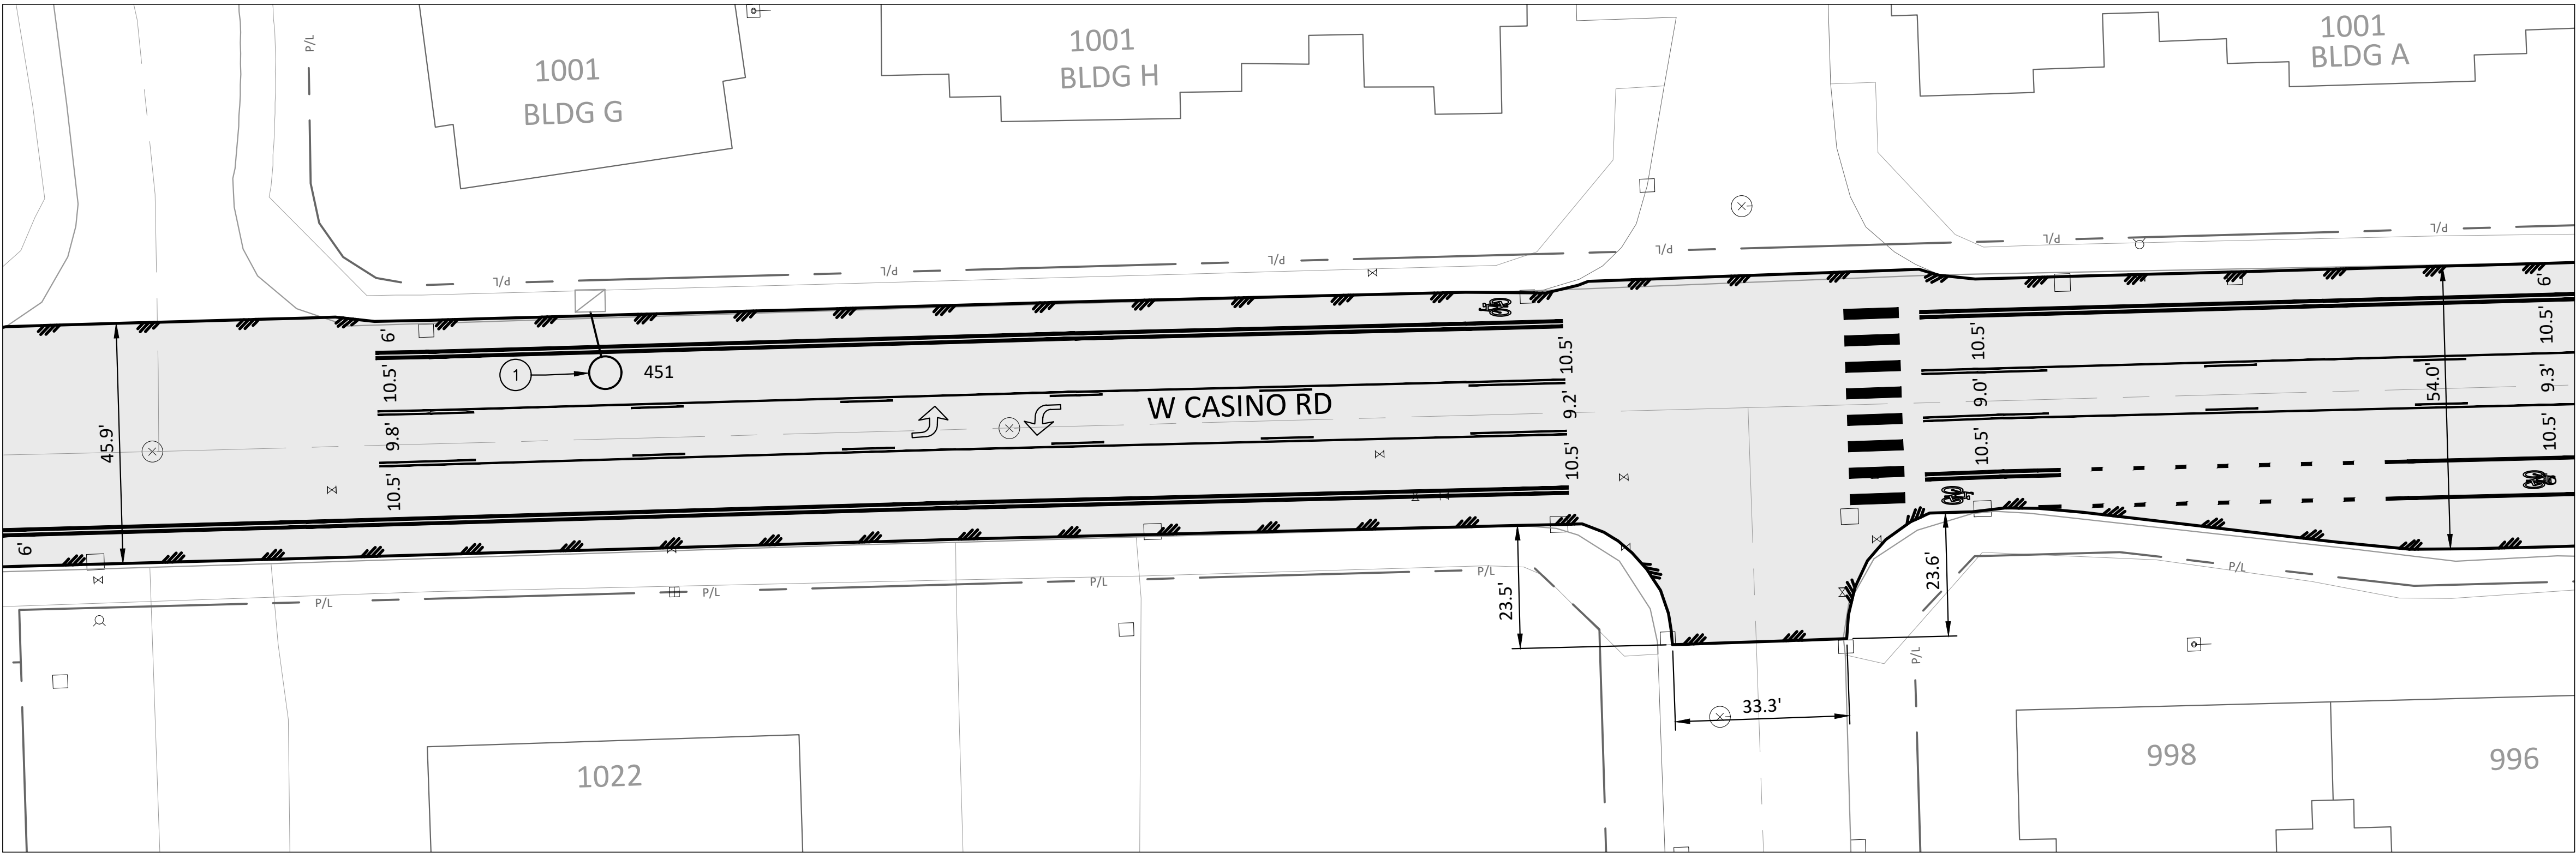 P/L
1001
BLDG G
1001
BLDG H
1001
BLDG A
P/L
P/L
P/L
P/L
P/L
P/L
6'
6'
10.5'
10.5'
10.5'
10.5'
1
451
W CASINO RD
54.0'
9.3'
9.0'
9.2'
9.8'
45.9'
10.5'
10.5'
10.5'
10.5'
6'
23.5'
23.6'
P/L
P/L
P/L
P/L
P/L
P/L
33.3'
1022
998
996